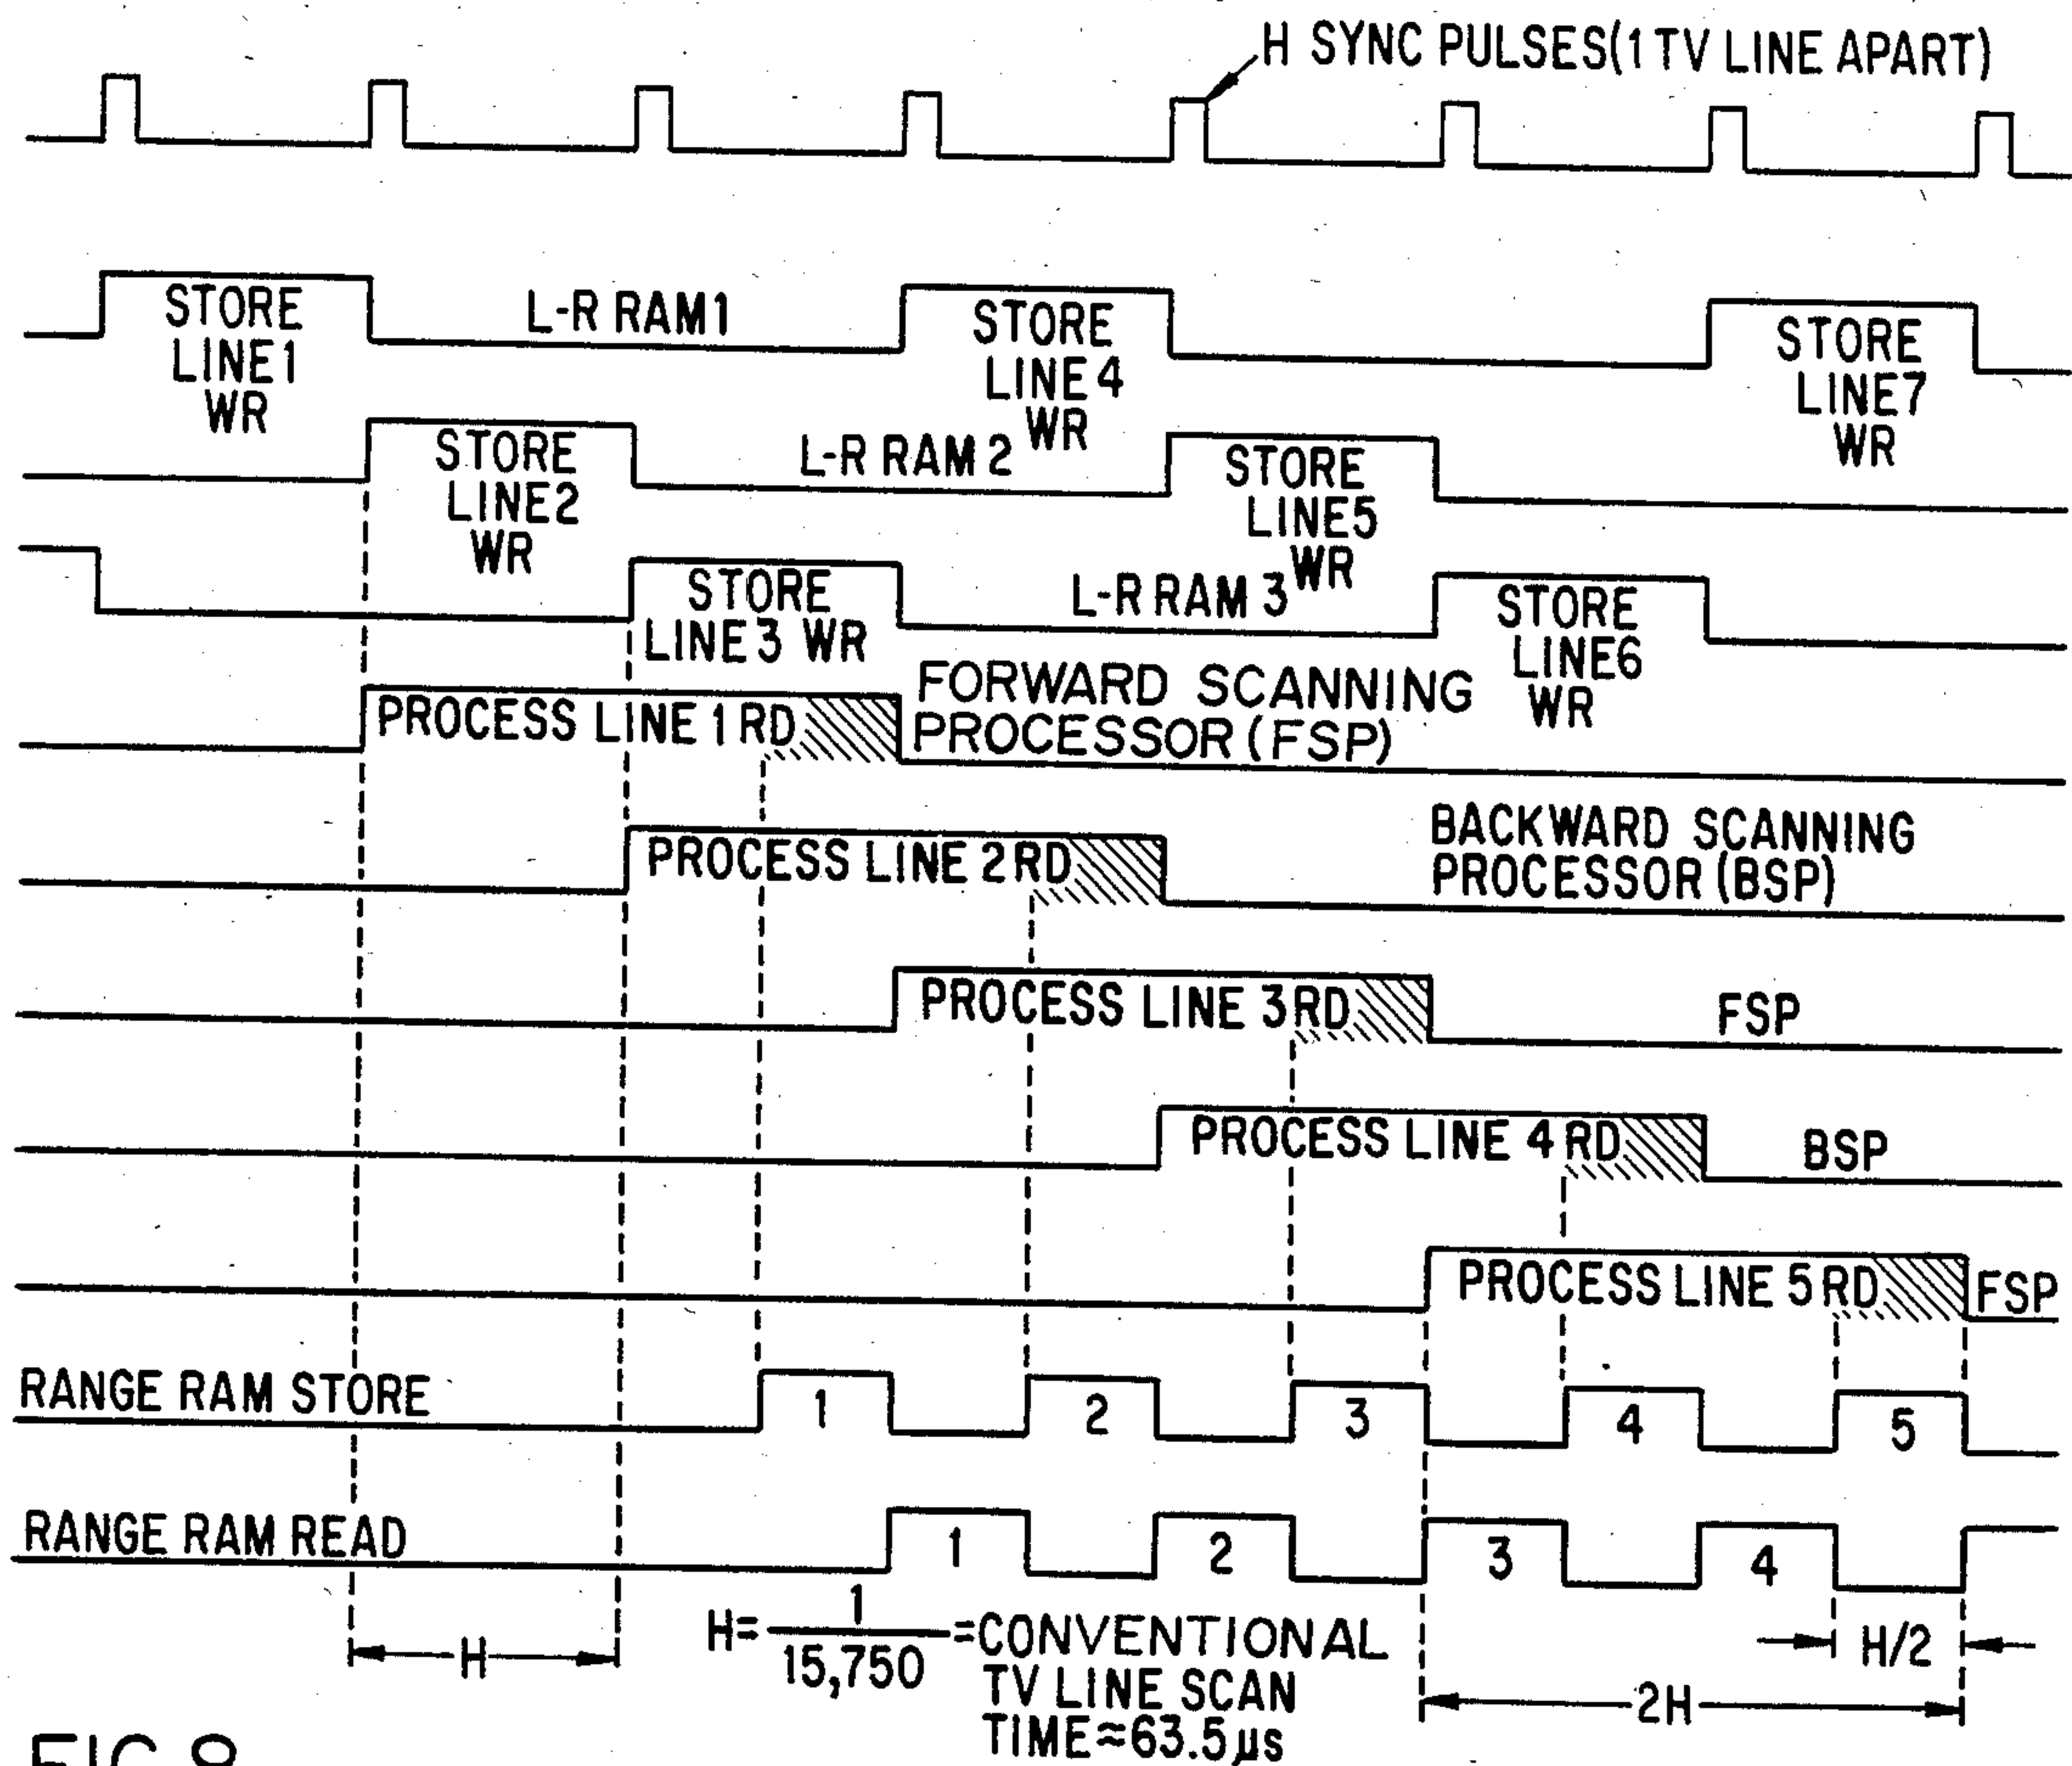 H SYNC PULSES(1 TV LINE APART)
STORE
LINE1
WR
L-R RAM1
STORE
LINE4
WR
STORE
LINE7
WR
STORE
LINE2
WR
L-R RAM 2
STORE
LINE5
WR
STORE
LINE3 WR
L-R RAM 3
STORE
LINE6
WR
PROCESS LINE 1 RD
FORWARD SCANNING
PROCESSOR (FSP)
PROCESS LINE 2 RD
BACKWARD SCANNING
PROCESSOR (BSP)
PROCESS LINE 3 RD
FSP
PROCESS LINE 4 RD
BSP
PROCESS LINE 5 RD
FSP
RANGE RAM STORE
1
2
3
4
5
RANGE RAM READ
1
2
3
4
H
H= 1/15,750 =CONVENTIONAL
TV LINE SCAN
TIME≈63.5µs
H/2
2H